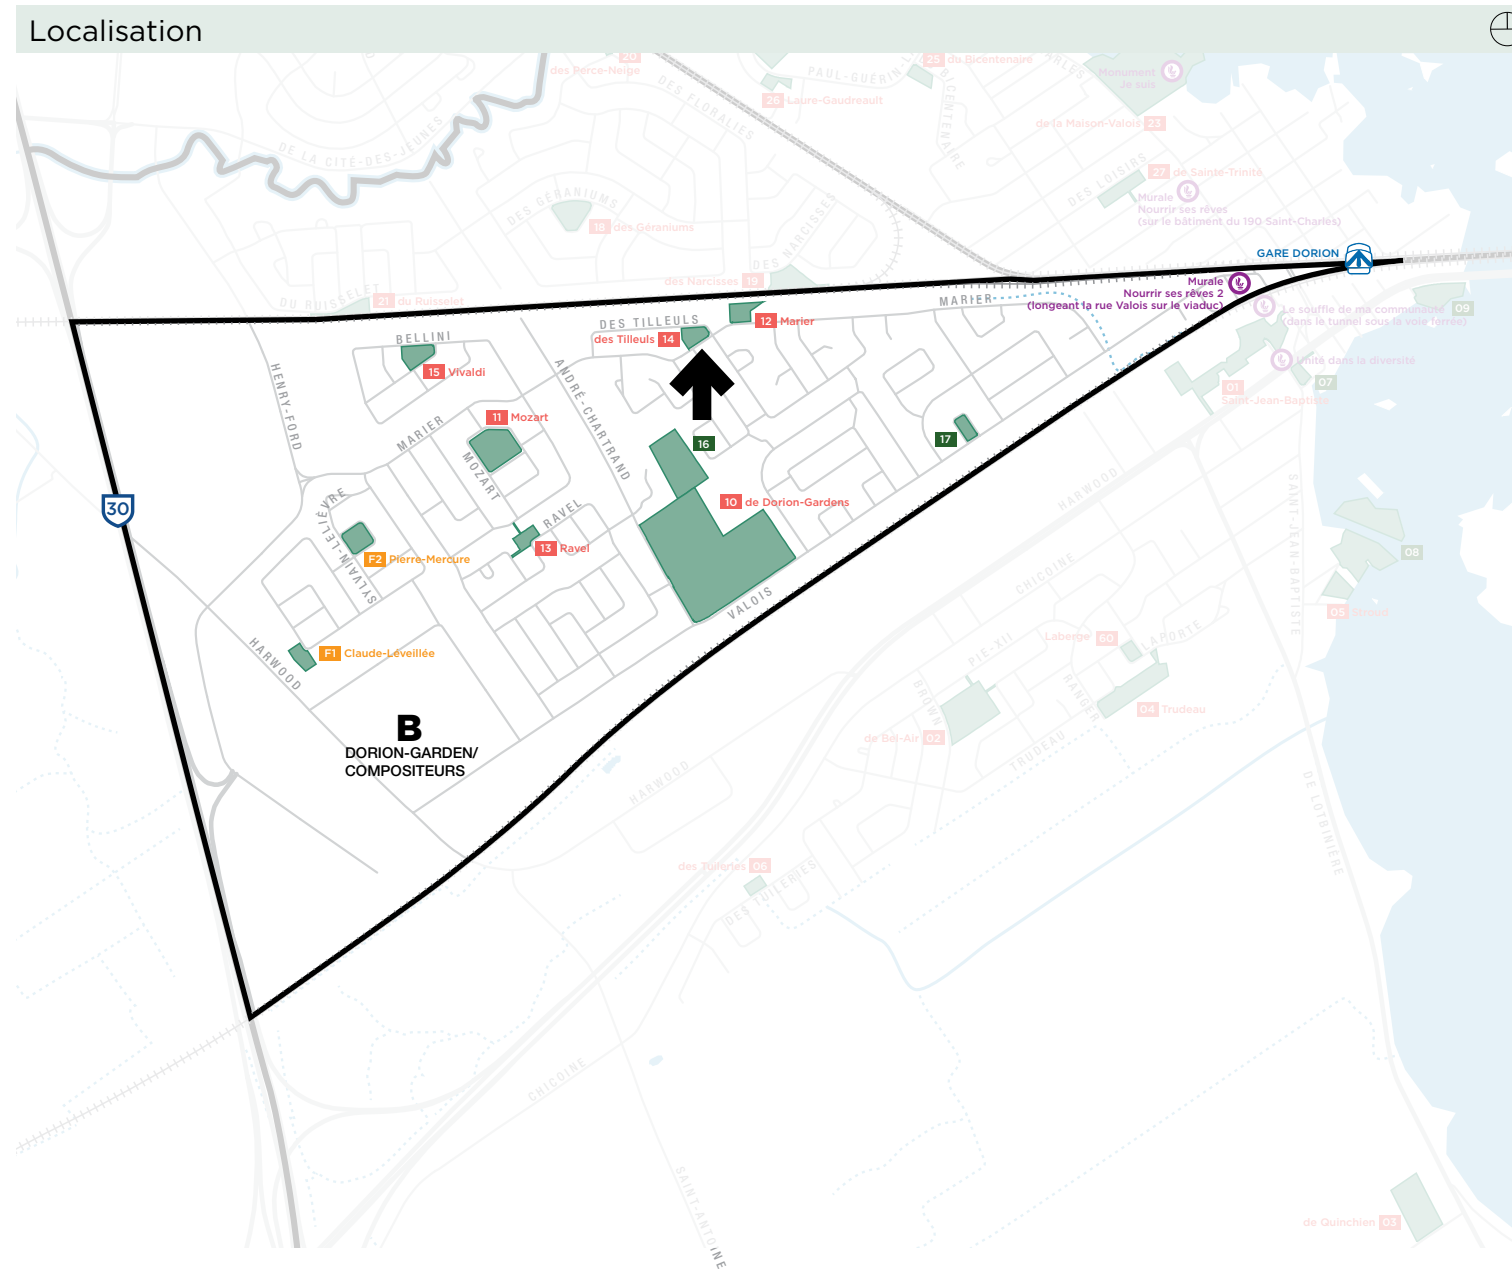 Localisation
20
des Perce-Neige
DES FLORALIES
26 Laure-Gaudreault
PAUL-GUÉRIN-L
25 du Bicentenaire
BICENTENAIRE
Monument
Je suis
de la Maison-Valois 23
DE LA CITÉ-DES-JEUNES
DES GÉRANIUMS
18 des Géraniums
DES NARCISSES
des Narcisses 19
DES LOISIRS
27 de Sainte-Trinité
Murale
Nourrir ses rêves
(sur le bâtiment du 190 Saint-Charles)
GARE DORION
DU RUISSELET
21 du Ruisselet
Murale
Nourrir ses rêves 2
(longeant la rue Valois sur le viaduc)
MARIER
Le souffle de ma communauté
(dans le tunnel sous la voie ferrée)
09
DES TILLEULS
des Tilleuls 14
12 Marier
BELLINI
15 Vivaldi
Unité dans la diversité
07
01
Saint-Jean-Baptiste
HENRY-FORD
ANDRÉ-CHARTRAND
11 Mozart
MARIER
MOZART
16
17
10 de Dorion-Gardens
30
SYLVAIN-LELIÈVRE
F2 Pierre-Mercure
RAVEL
13 Ravel
HARWOOD
SAINT-JEAN-BAPTISTE
08
CHICOINE
VALOIS
05 Stroud
HARWOOD
F1 Claude-Léveillée
Laberge 60
LAPORTE
PIE-XII
RANGER
BROWN
04 Trudeau
de Bel-Air 02
TRUDEAU
B
DORION-GARDEN/
COMPOSITEURS
HARWOOD
DE LOTBINIÈRE
des Tuileries 06
DES TUILERIES
CHICOINE
SAINT-ANTOINE
de Quinchien 03